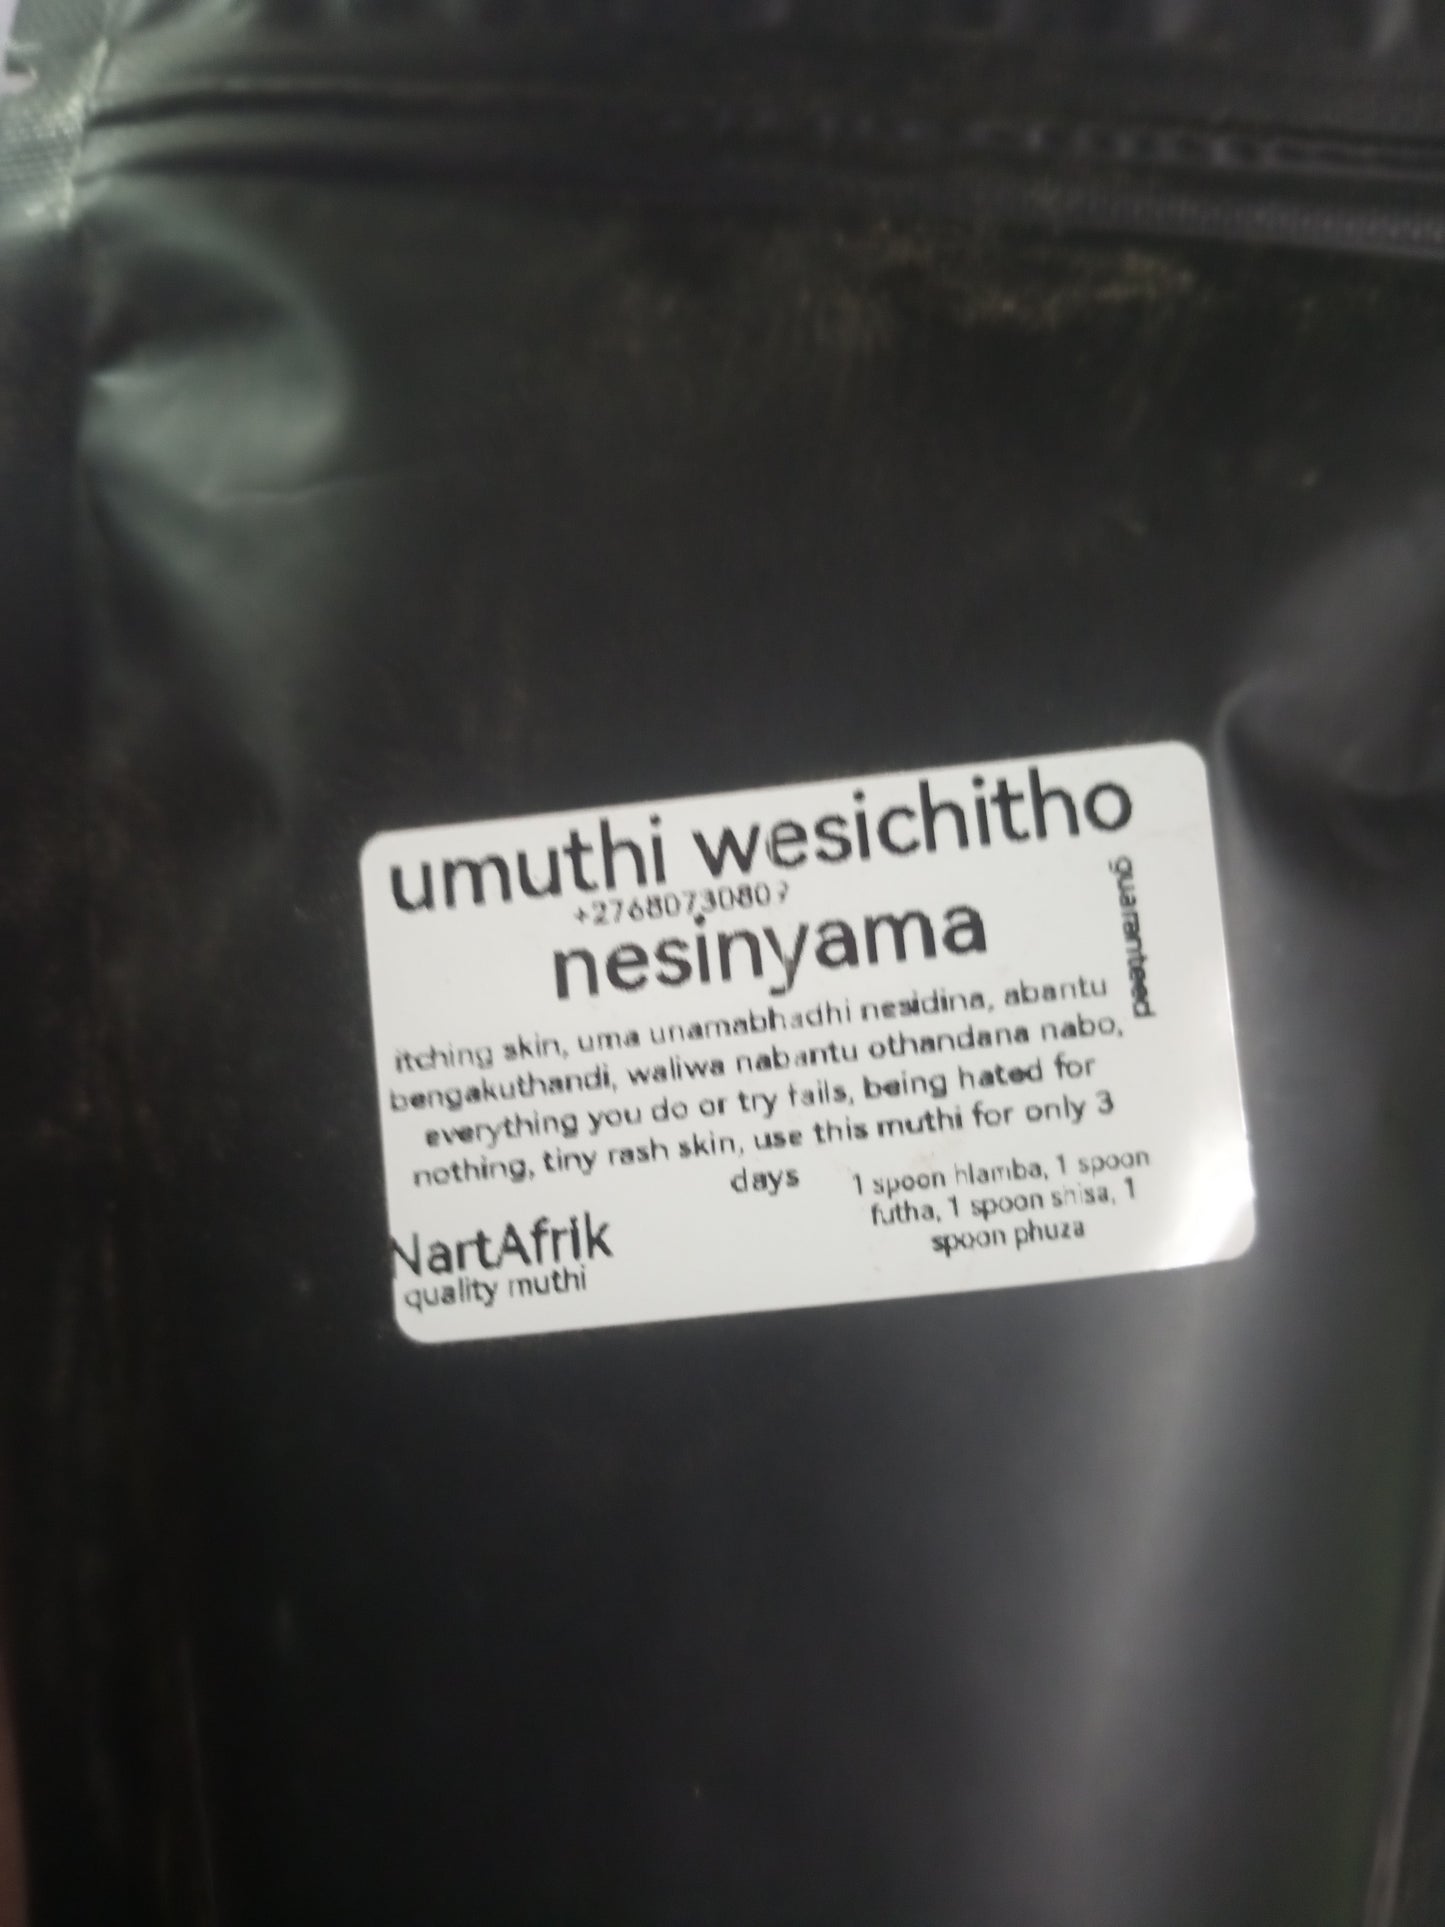 umuthi wesichitho
nesinyama
guaranteed
itching skin, uma unamabhadhi nesidina, abantu
bengakuthandi, waliwa nabantu othandana nabo,
everything you do or try fails, being hated for
nothing, tiny rash skin, use this muthi for only 3
days
1 spoon hlamba, 1 spoon
futha, 1 spoon shisa, 1
spoon phuza
NartAfrik
quality muthi